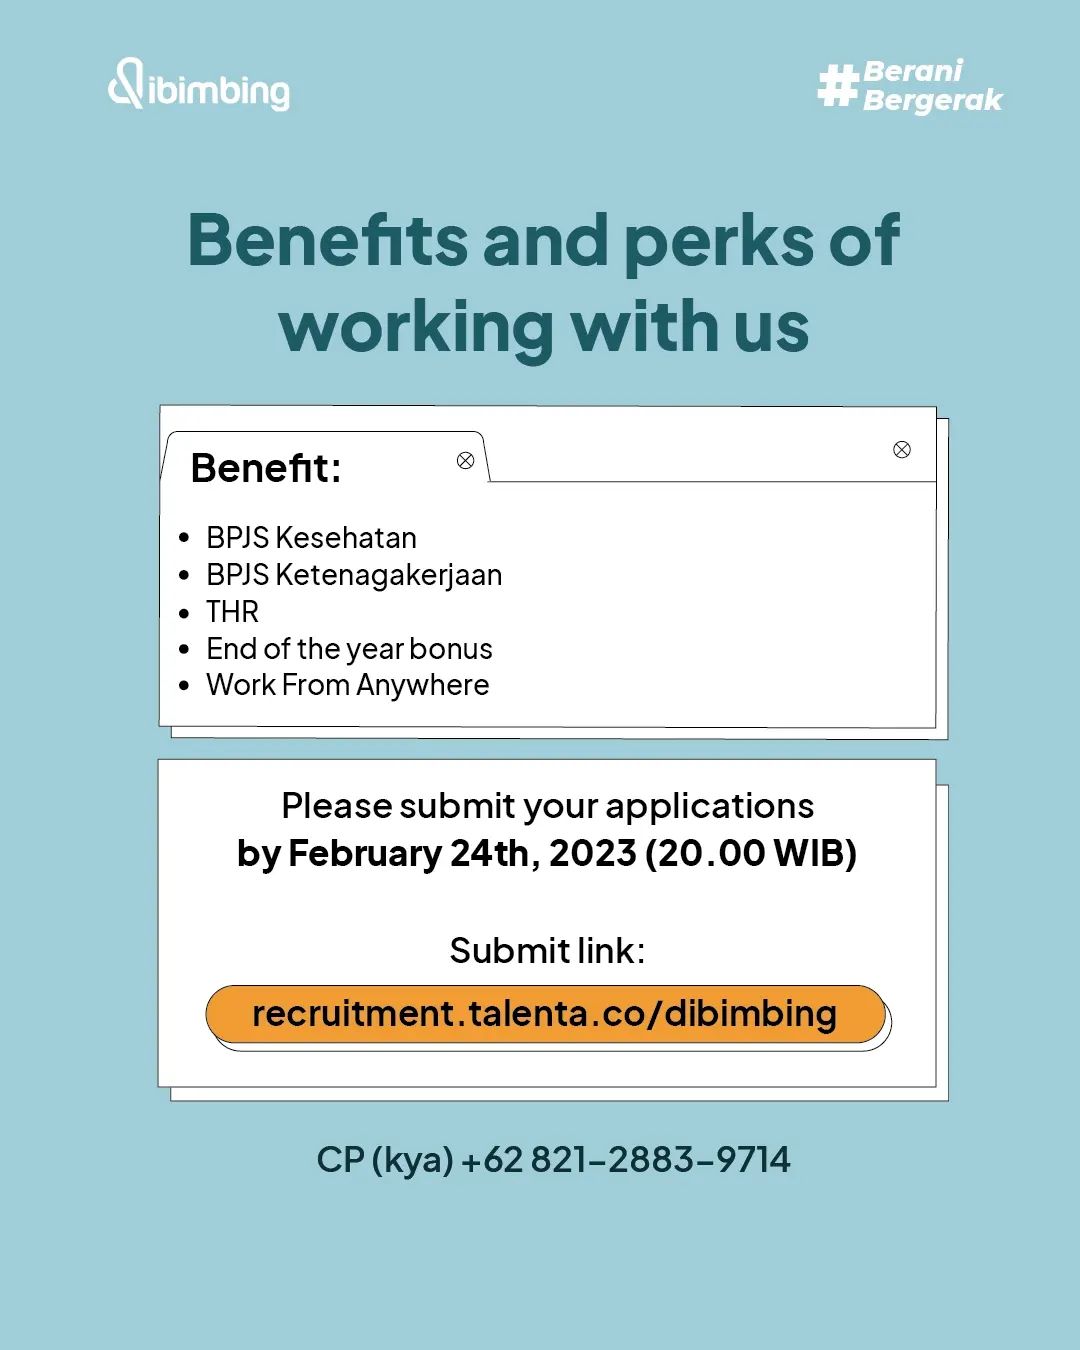 dibimbing
#Berani
Bergerak
Benefits and perks of
working with us
Benefit:
• BPJS Kesehatan
• BPJS Ketenagakerjaan
• THR
• End of the year bonus
• Work From Anywhere
Please submit your applications
by February 24th, 2023 (20.00 WIB)
Submit link:
recruitment.talenta.co/dibimbing
CP (kya) +62 821-2883-9714